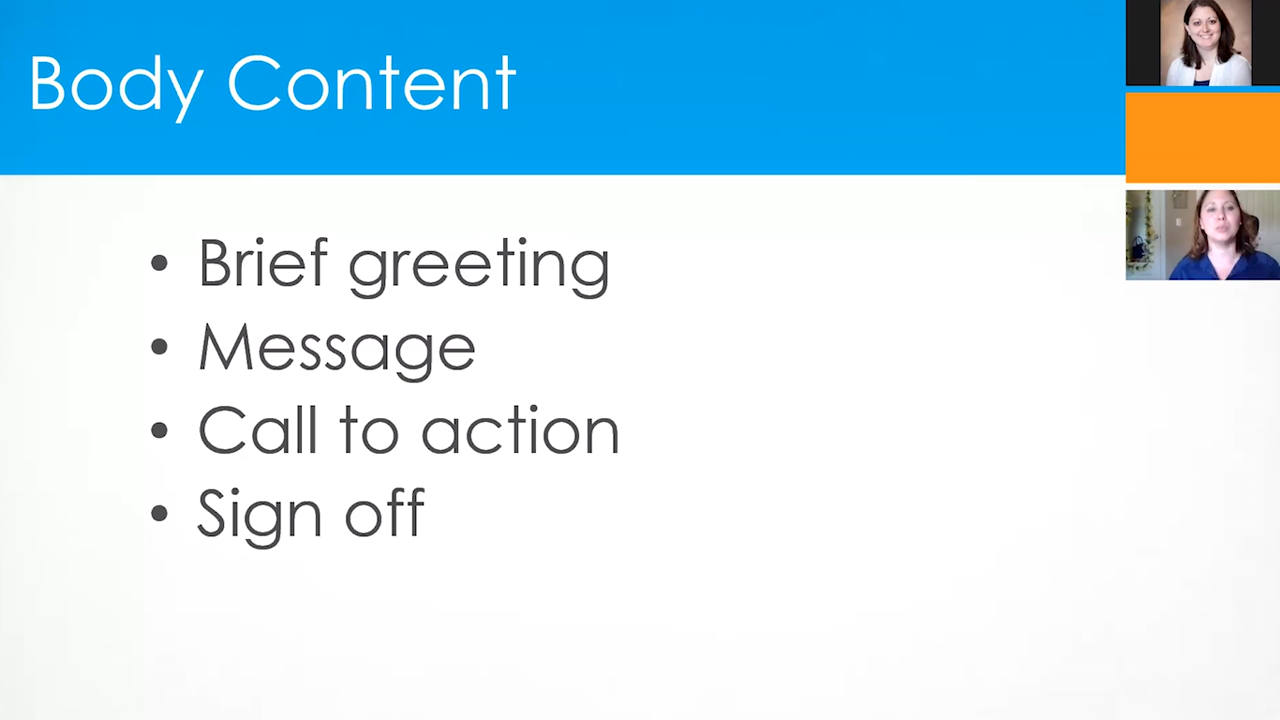 Body Content
• Brief greeting
• Message
• Call to action
• Sign off